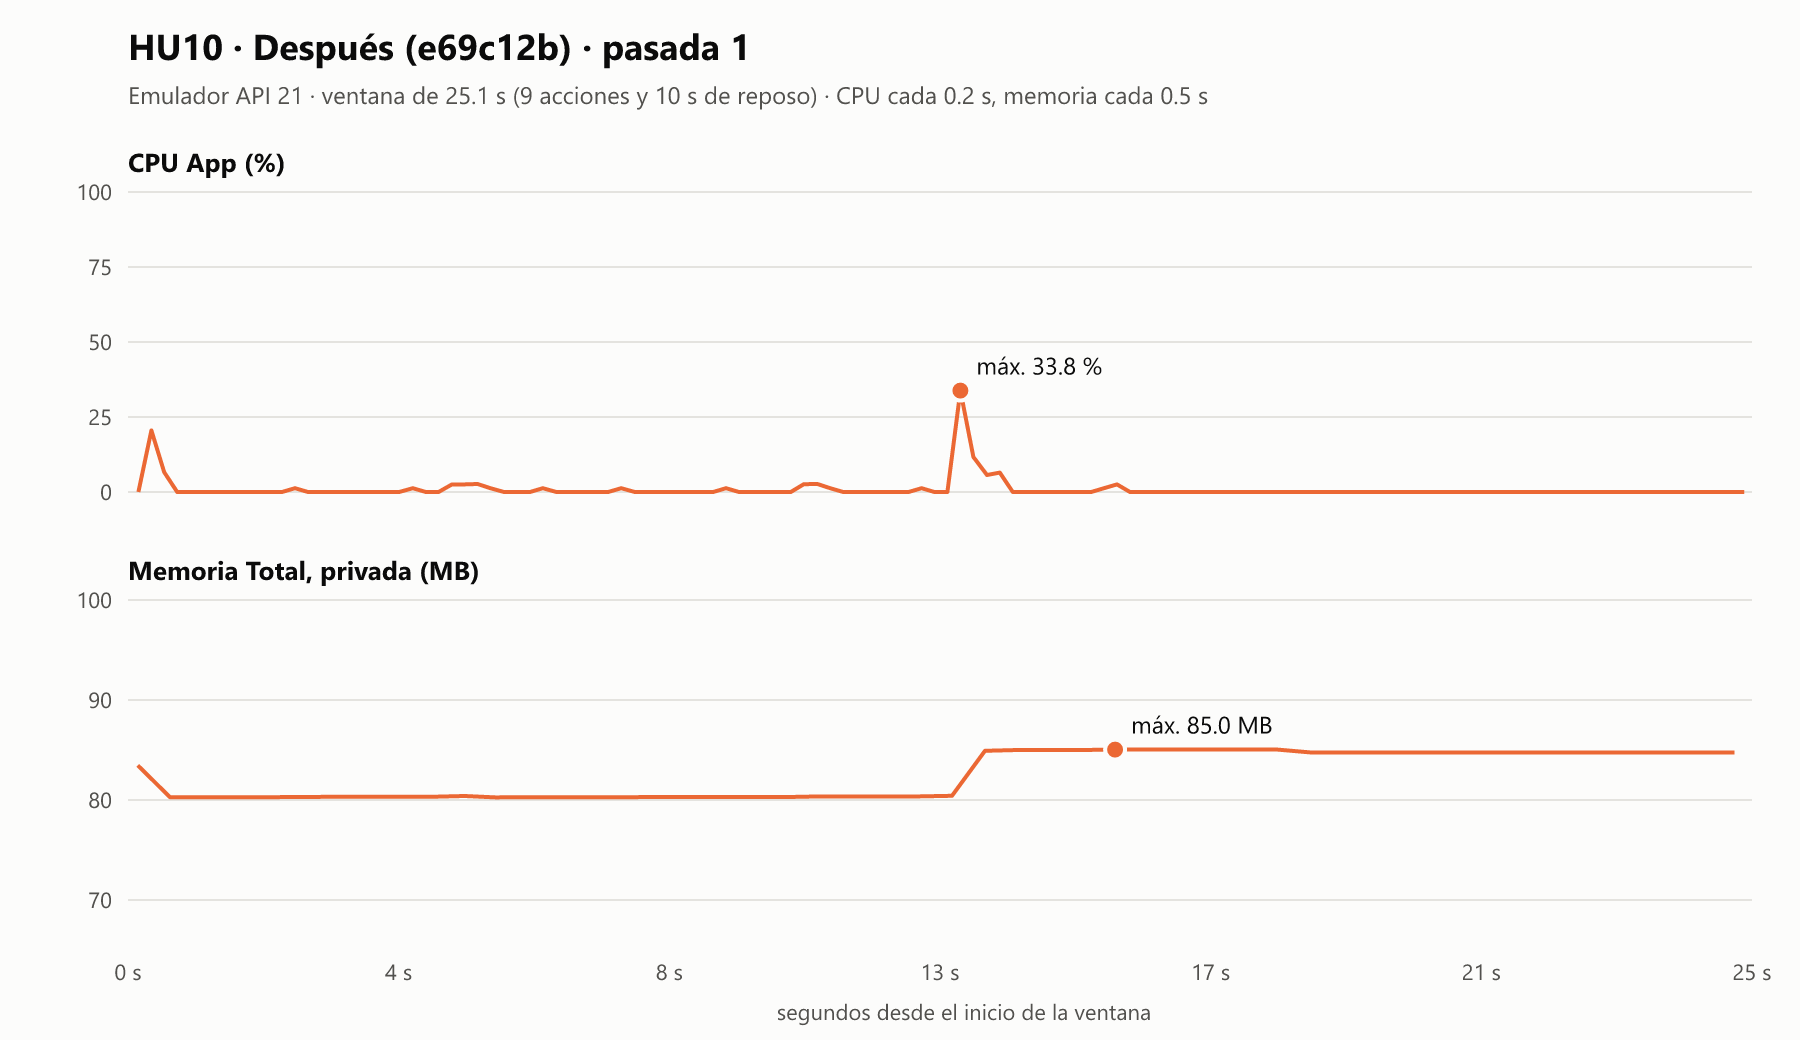 HU10 · Después (e69c12b) · pasada 1
Emulador API 21 · ventana de 25.1 s (9 acciones y 10 s de reposo) · CPU cada 0.2 s, memoria cada 0.5 s
CPU App (%)
100
75
50
máx. 33.8 %
25
0
Memoria Total, privada (MB)
100
90
máx. 85.0 MB
80
70
0 s 4 s 8 s 13 s 17 s 21 s 25 s
segundos desde el inicio de la ventana